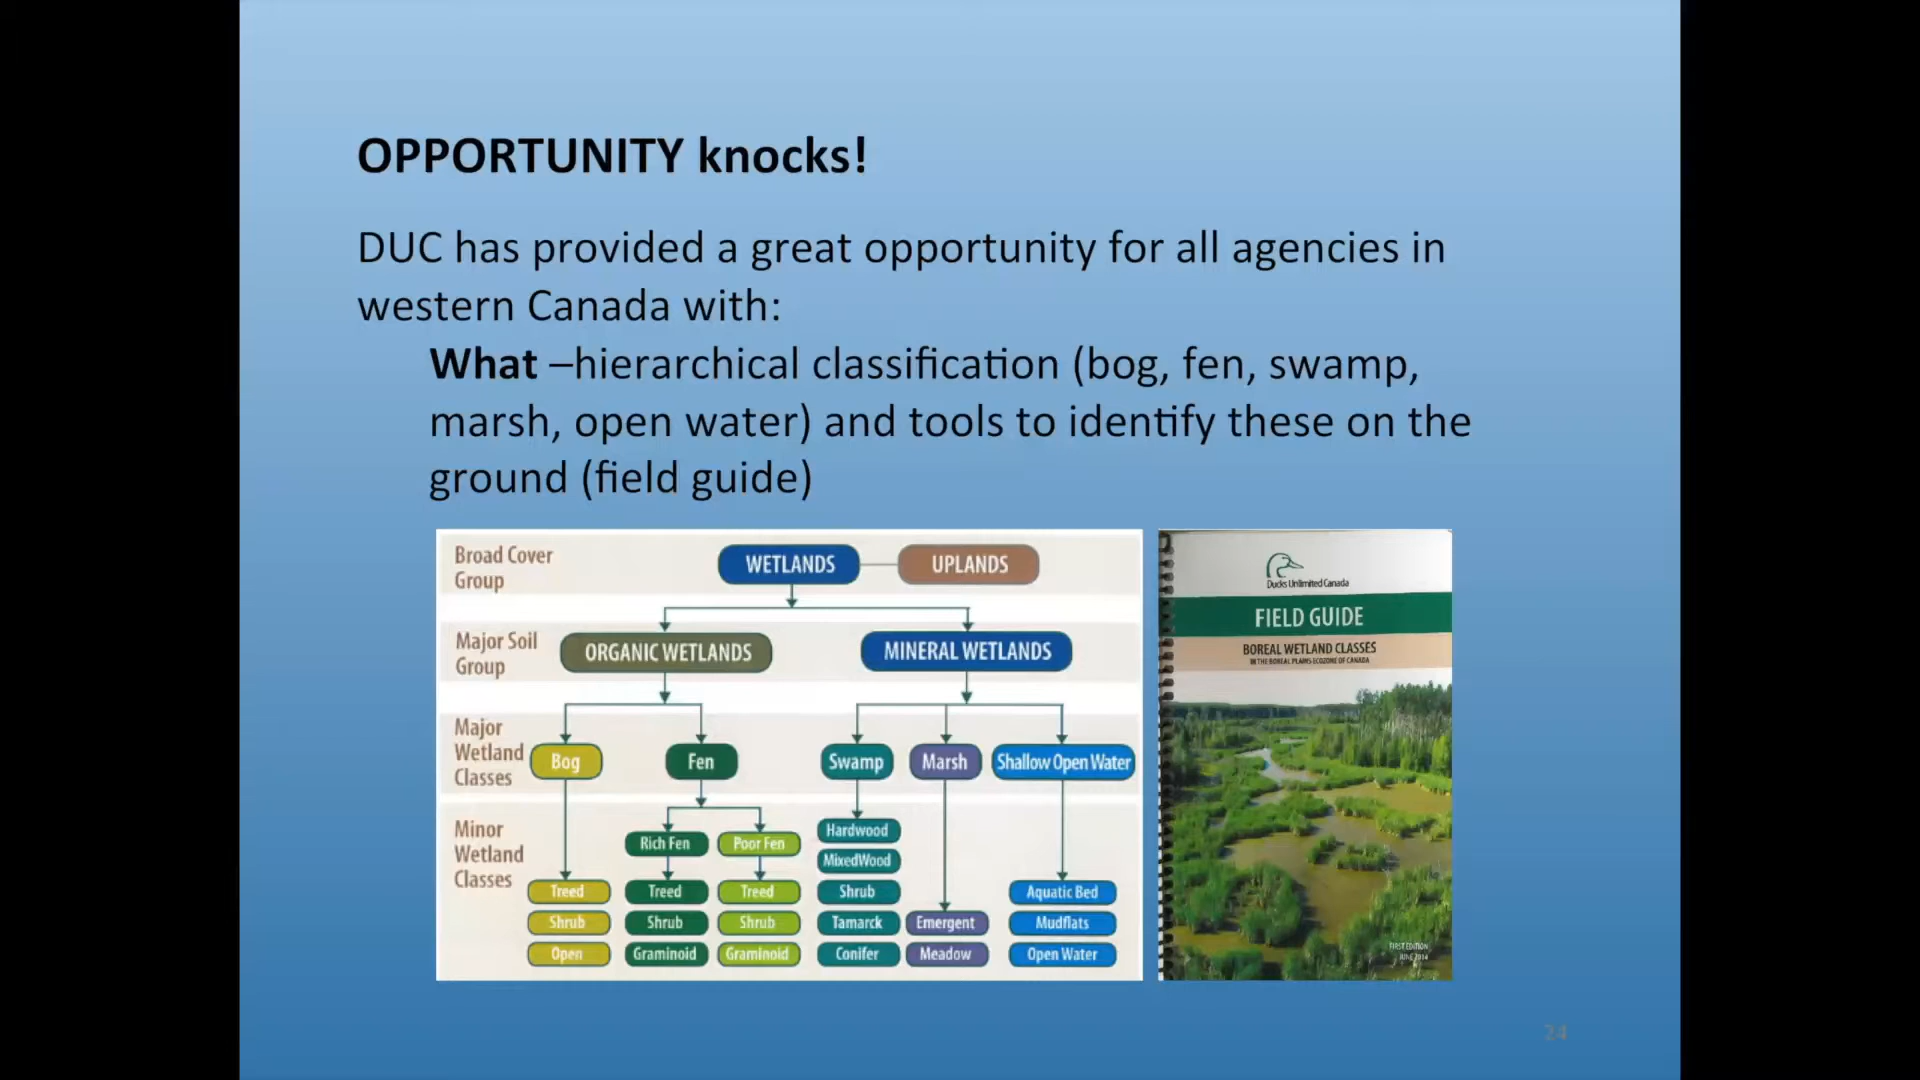 OPPORTUNITY knocks!
DUC has provided a great opportunity for all agencies in
western Canada with:
What –hierarchical classification (bog, fen, swamp,
marsh, open water) and tools to identify these on the
ground (field guide)
Broad Cover
Group
WETLANDS
UPLANDS
Major Soil
Group
ORGANIC WETLANDS
MINERAL WETLANDS
Major
Wetland
Classes
Bog
Fen
Swamp
Marsh
Shallow Open Water
Minor
Wetland
Classes
Rich Fen
Poor Fen
Hardwood
MixedWood
Treed
Treed
Treed
Shrub
Aquatic Bed
Shrub
Shrub
Shrub
Tamarck
Emergent
Mudflats
Open
Graminoid
Graminoid
Conifer
Meadow
Open Water
Ducks Unlimited Canada
FIELD GUIDE
BOREAL WETLAND CLASSES
IN THE BOREAL PLAINS ECOZONE OF CANADA
FIRST EDITION
JUNE 2014
24